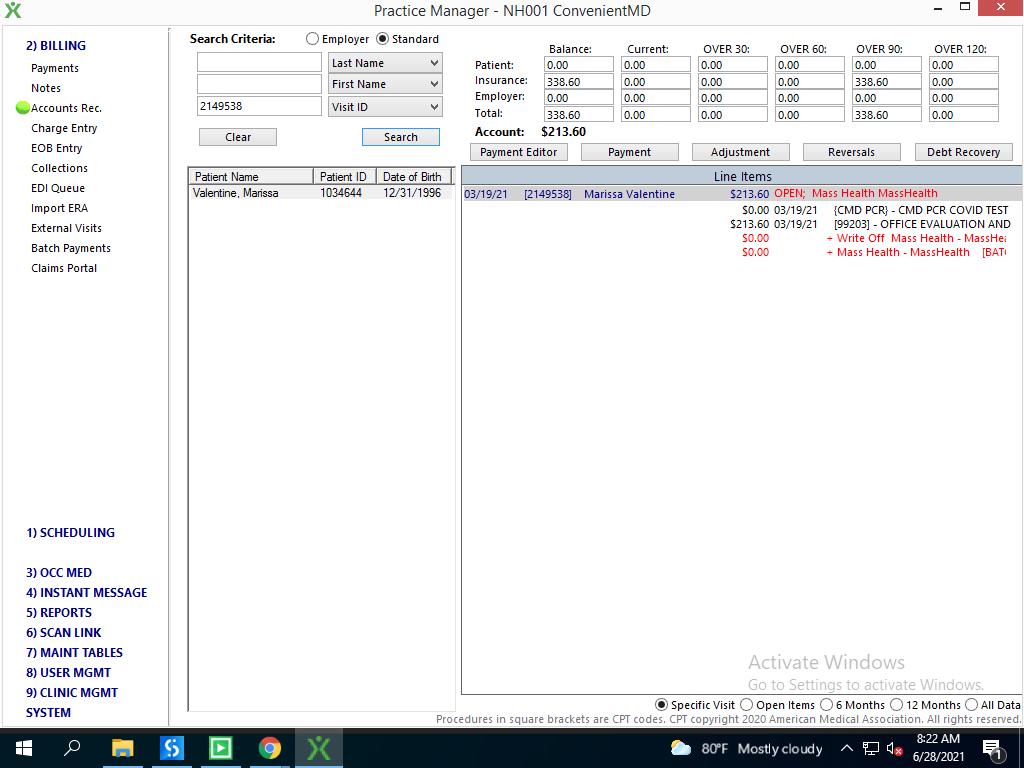 Practice Manager - NH001 ConvenientMD
2) BILLING
Payments
Notes
Accounts Rec.
Charge Entry
EOB Entry
Collections
EDI Queue
Import ERA
External Visits
Batch Payments
Claims Portal
1) SCHEDULING
3) OCC MED
4) INSTANT MESSAGE
5) REPORTS
6) SCAN LINK
7) MAINT TABLES
8) USER MGMT
9) CLINIC MGMT
SYSTEM
Search Criteria: Employer Standard
Last Name
First Name
2149538 Visit ID
Clear Search
Balance: Current: OVER 30: OVER 60: OVER 90: OVER 120:
Patient: 0.00 0.00 0.00 0.00 0.00 0.00
Insurance: 338.60 0.00 0.00 0.00 338.60 0.00
Employer: 0.00 0.00 0.00 0.00 0.00 0.00
Total: 338.60 0.00 0.00 0.00 338.60 0.00
Account: $213.60
Payment Editor Payment Adjustment Reversals Debt Recovery
Patient Name Patient ID Date of Birth
Valentine, Marissa 1034644 12/31/1996
Line Items
03/19/21 [2149538] Marissa Valentine $213.60 OPEN; Mass Health MassHealth
$0.00 03/19/21 {CMD PCR} - CMD PCR COVID TEST
$213.60 03/19/21 [99203] - OFFICE EVALUATION AND
$0.00 + Write Off Mass Health - MassHea
$0.00 + Mass Health - MassHealth [BAT
Activate Windows
Go to Settings to activate Windows.
Specific Visit Open Items 6 Months 12 Months All Data
Procedures in square brackets are CPT codes. CPT copyright 2020 American Medical Association. All rights reserved.
80°F Mostly cloudy
8:22 AM
6/28/2021
1